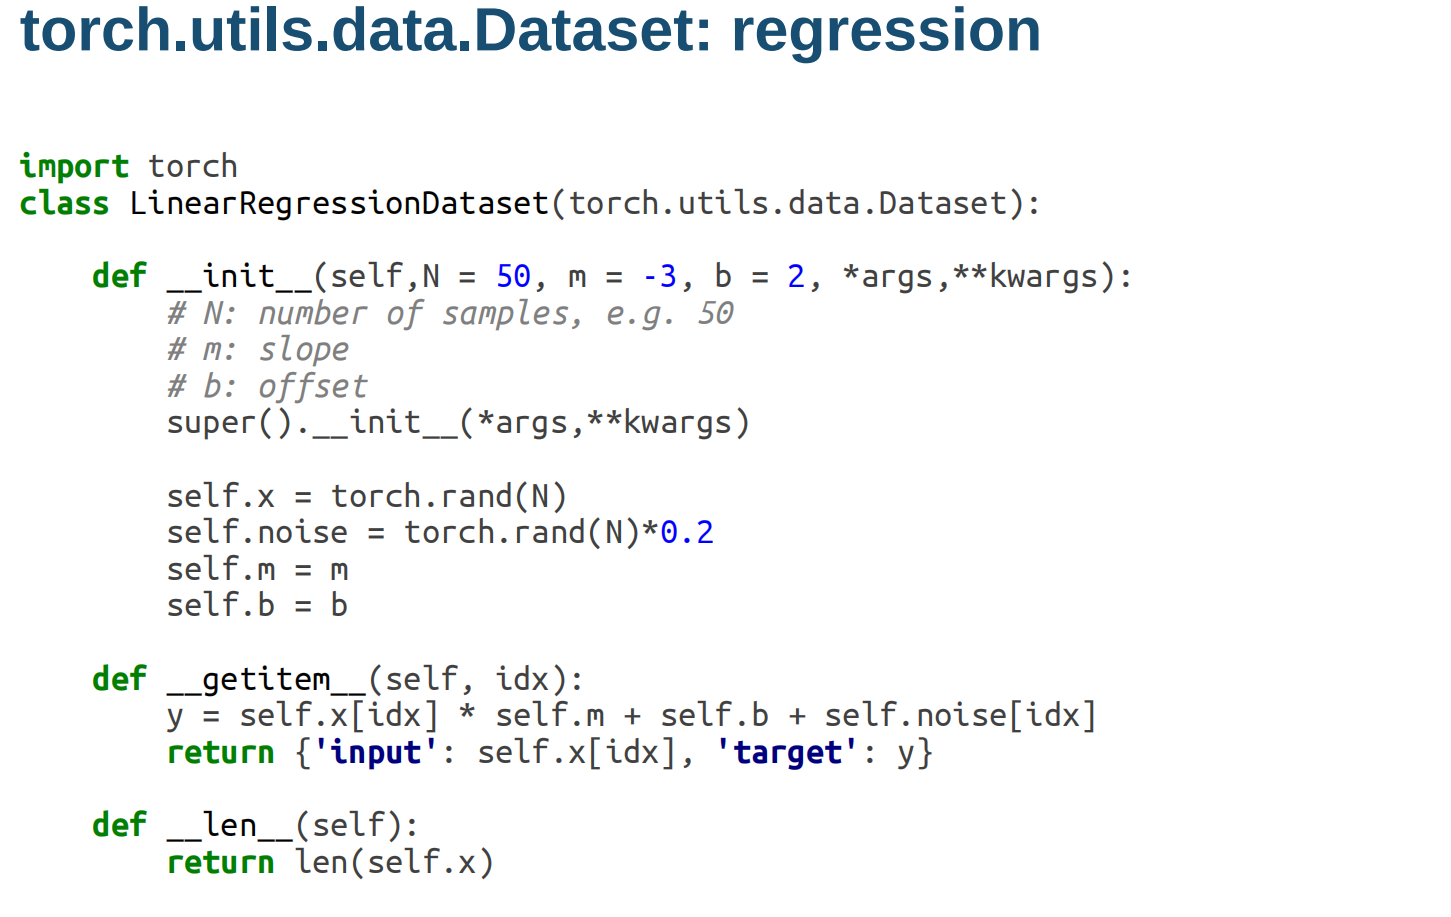 torch.utils.data.Dataset: regression
import torch
class LinearRegressionDataset(torch.utils.data.Dataset):
    def __init__(self,N = 50, m = -3, b = 2, *args,**kwargs):
        # N: number of samples, e.g. 50
        # m: slope
        # b: offset
        super().__init__(*args,**kwargs)
        self.x = torch.rand(N)
        self.noise = torch.rand(N)*0.2
        self.m = m
        self.b = b
    def __getitem__(self, idx):
        y = self.x[idx] * self.m + self.b + self.noise[idx]
        return {'input': self.x[idx], 'target': y}
    def __len__(self):
        return len(self.x)